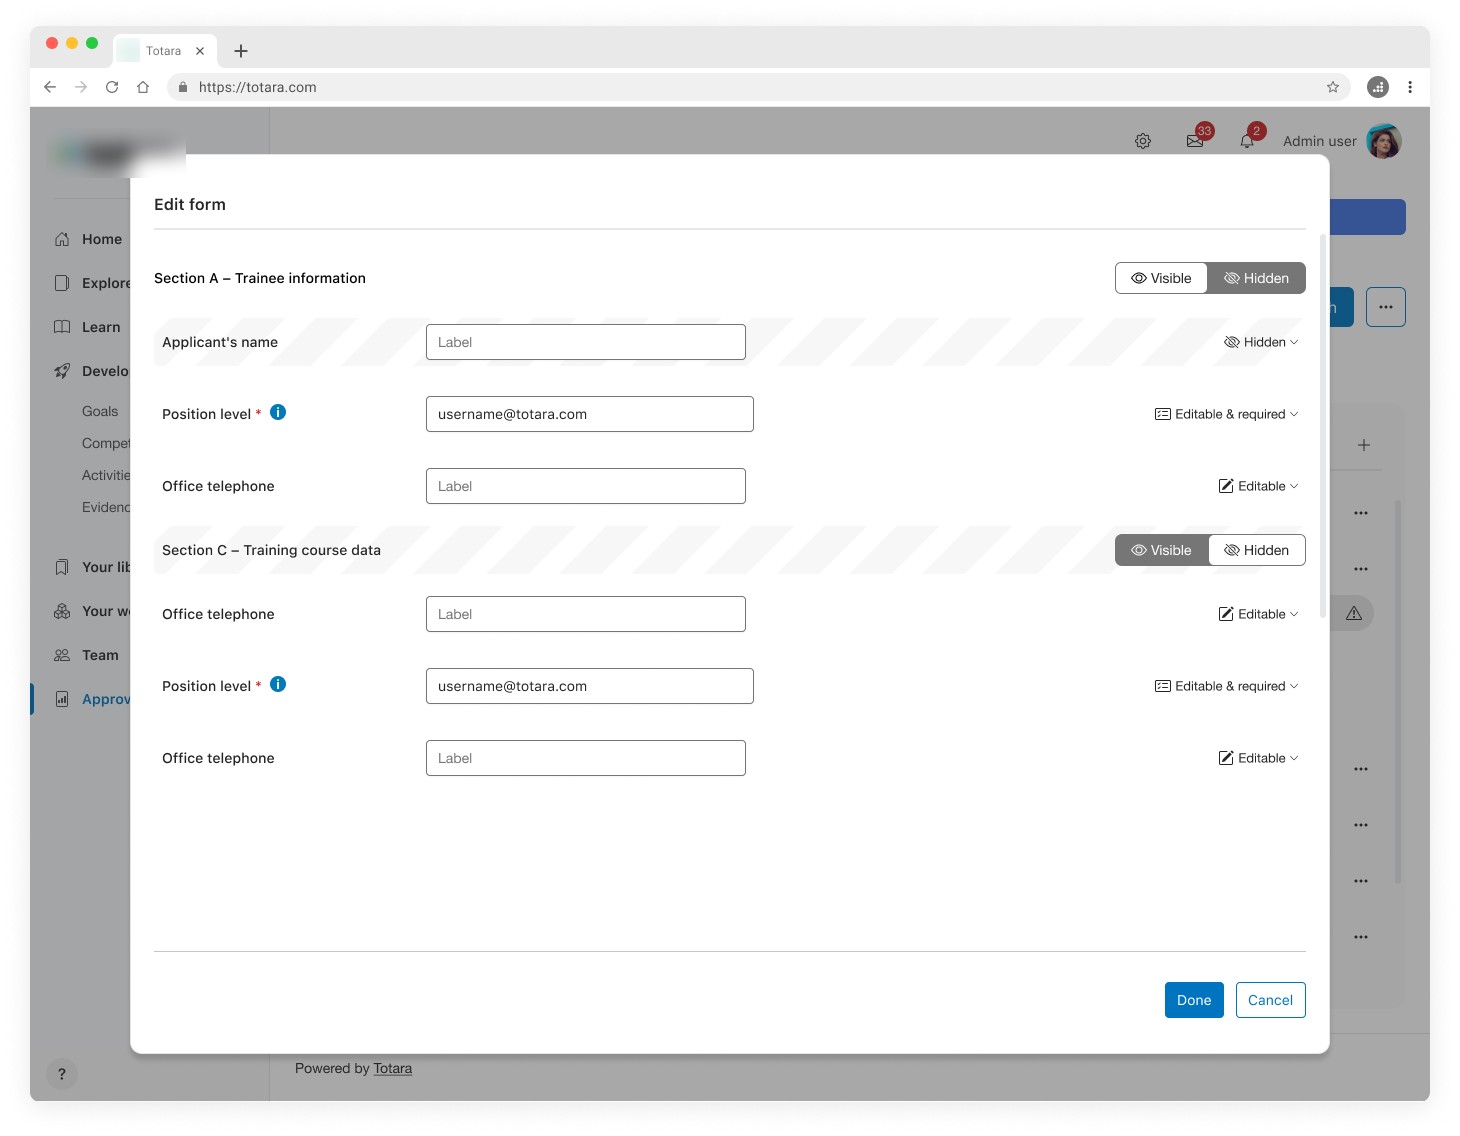 Totara
https://totara.com
33
2
Admin user
Home
Explore
Learn
Develo
Goals
Compet
Activitie
Evidenc
Your lib
Your w
Team
Approv
Edit form
Section A – Trainee information
Visible
Hidden
Applicant's name
Label
Hidden
Position level *
username@totara.com
Editable & required
Office telephone
Label
Editable
Section C – Training course data
Visible
Hidden
Office telephone
Label
Editable
Position level *
username@totara.com
Editable & required
Office telephone
Label
Editable
Done
Cancel
?
Powered by Totara